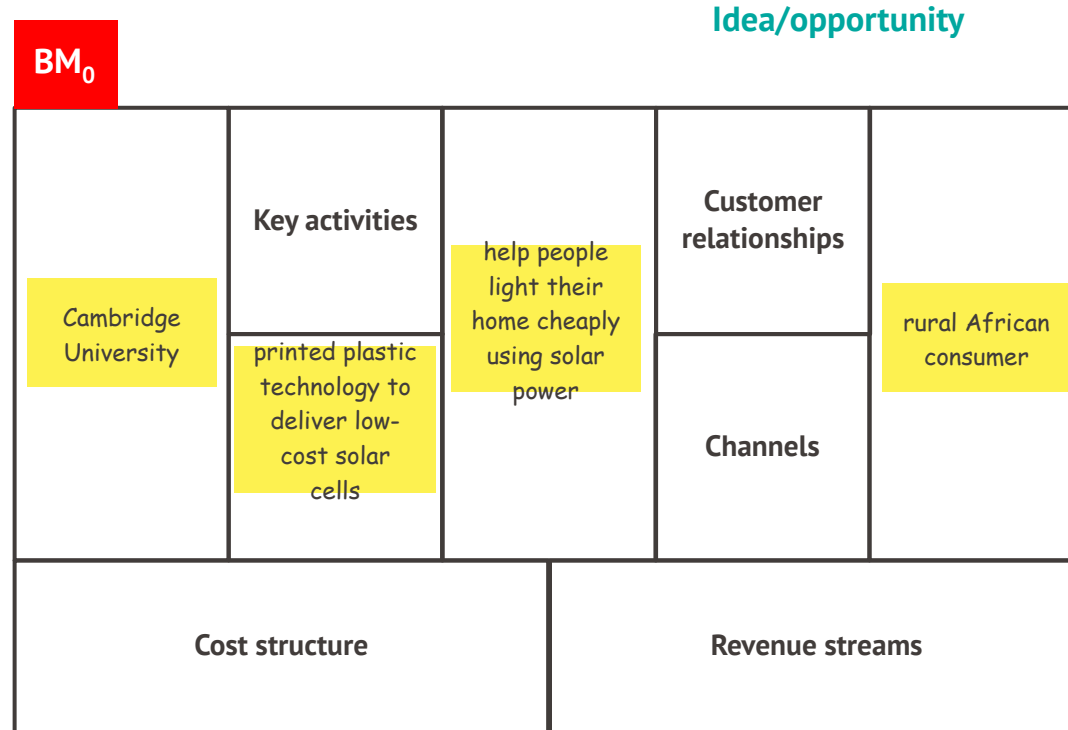 Idea/opportunity
BM₀
Cambridge
University
Key activities
printed plastic
technology to
deliver low-
cost solar
cells
help people
light their
home cheaply
using solar
power
Customer
relationships
Channels
rural African
consumer
Cost structure
Revenue streams